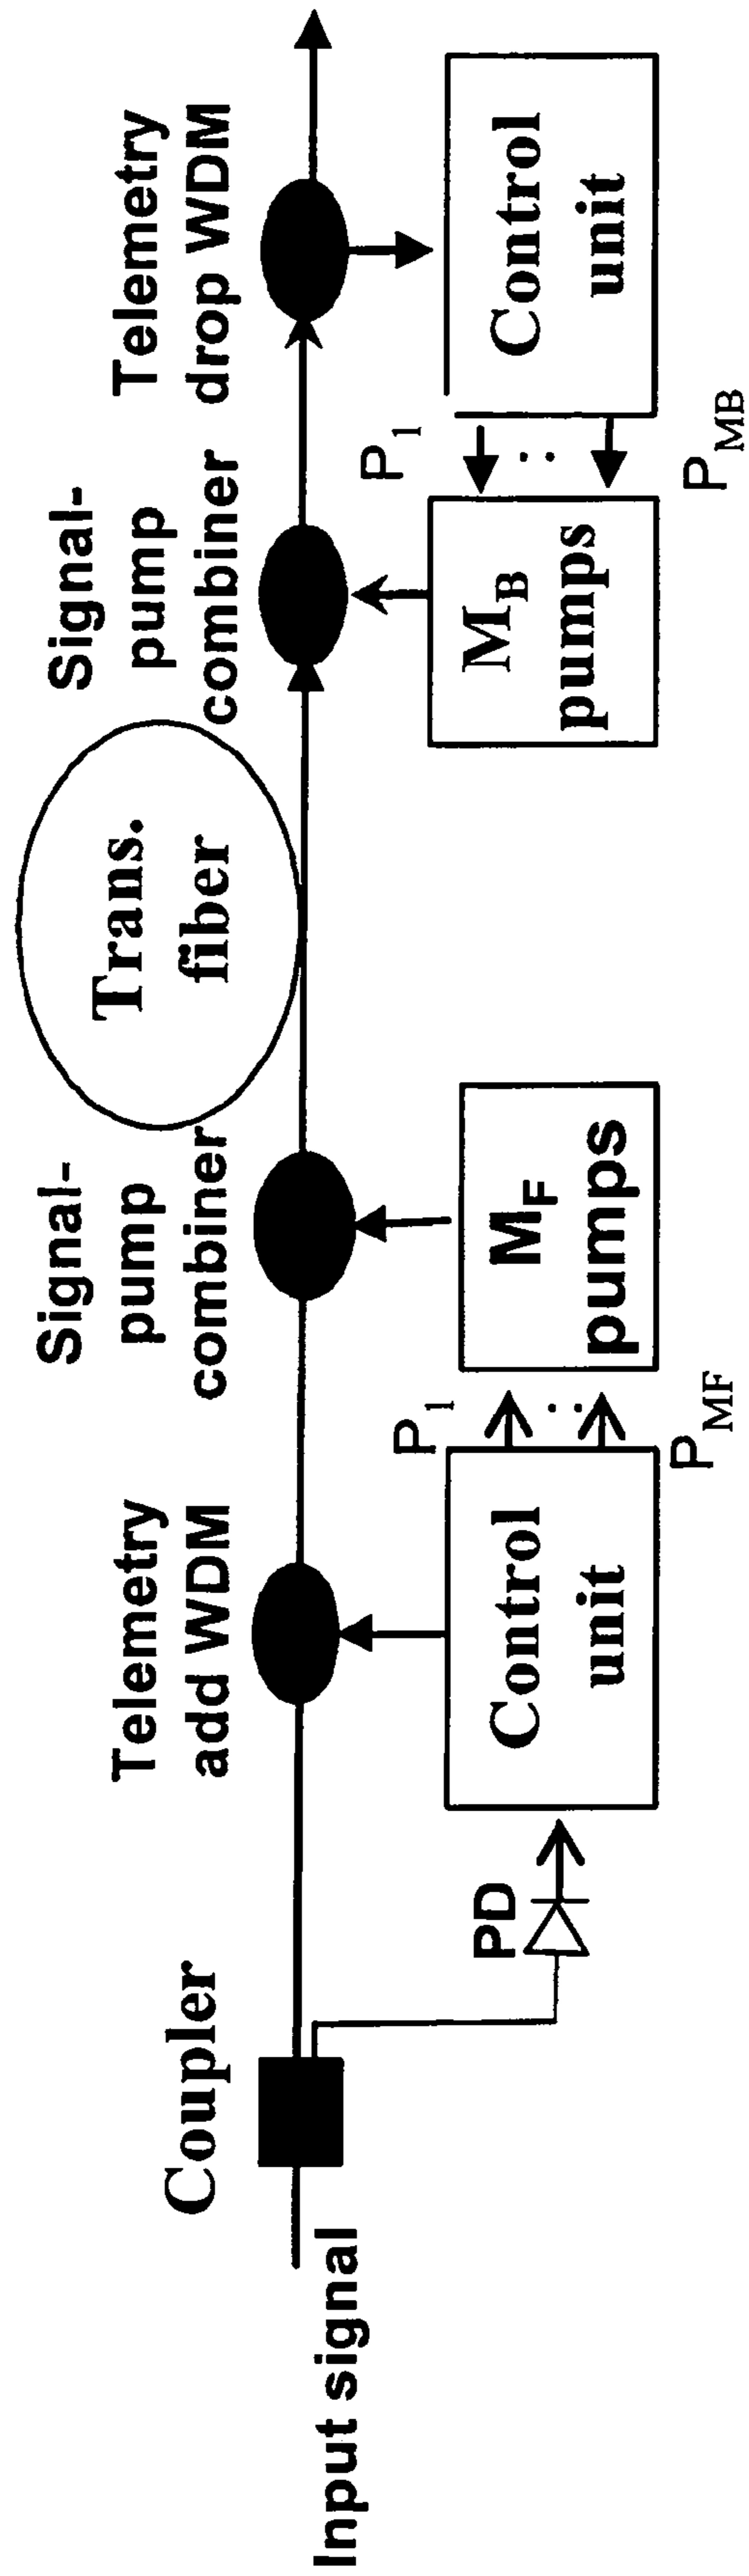 Input signal
Coupler
PD
Telemetry
add WDM
Control
unit
P1
:
PMF
Signal-
pump
combiner
MF
pumps
Trans.
fiber
Signal-
pump
combiner
MB
pumps
P1
:
PMB
Telemetry
drop WDM
Control
unit